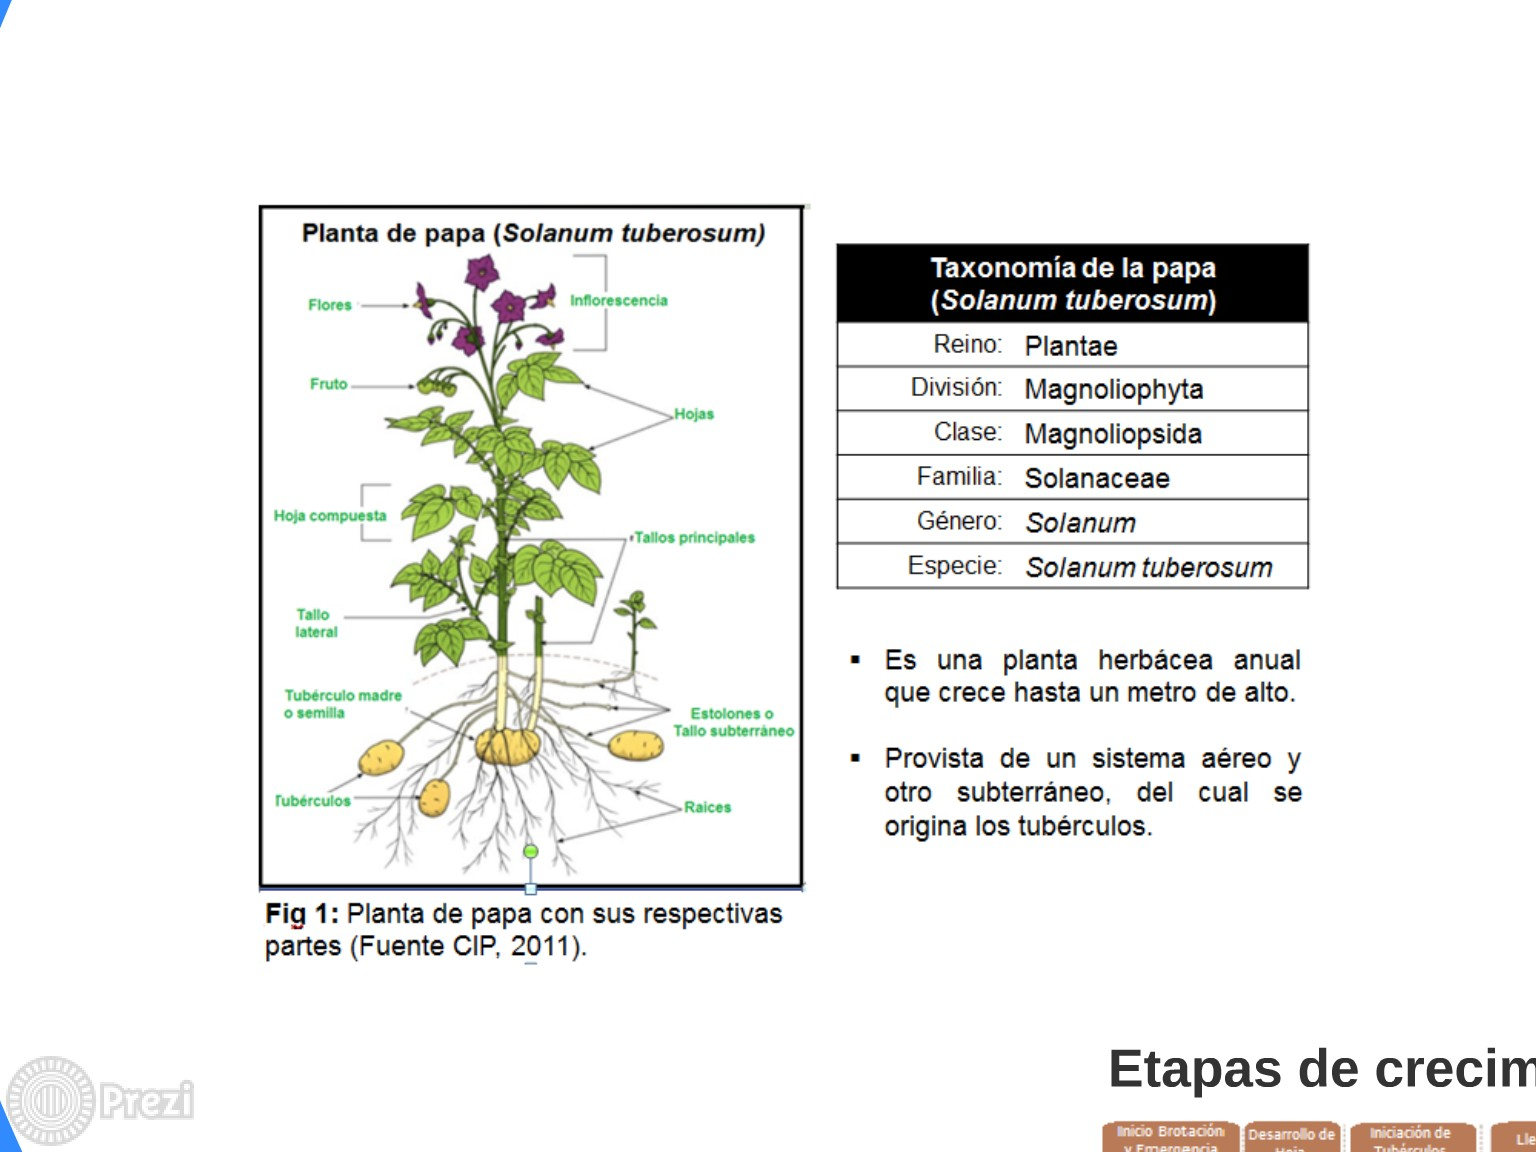 Planta de papa (Solanum tuberosum)
Flores
Inflorescencia
Fruto
Hojas
Hoja compuesta
Tallos principales
Tallo
lateral
Tubérculo madre
o semilla
Estolones o
Tallo subterráneo
Tubérculos
Raices
Fig 1: Planta de papa con sus respectivas
partes (Fuente CIP, 2011).
Taxonomía de la papa
(Solanum tuberosum)
Reino: Plantae
División: Magnoliophyta
Clase: Magnoliopsida
Familia: Solanaceae
Género: Solanum
Especie: Solanum tuberosum
▪ Es una planta herbácea anual
que crece hasta un metro de alto.
▪ Provista de un sistema aéreo y
otro subterráneo, del cual se
origina los tubérculos.
Etapas de crecim
Inicio Brotación
y Emergencia
Desarrollo de
Hoja
Iniciación de
Tubérculos
Lle
Prezi